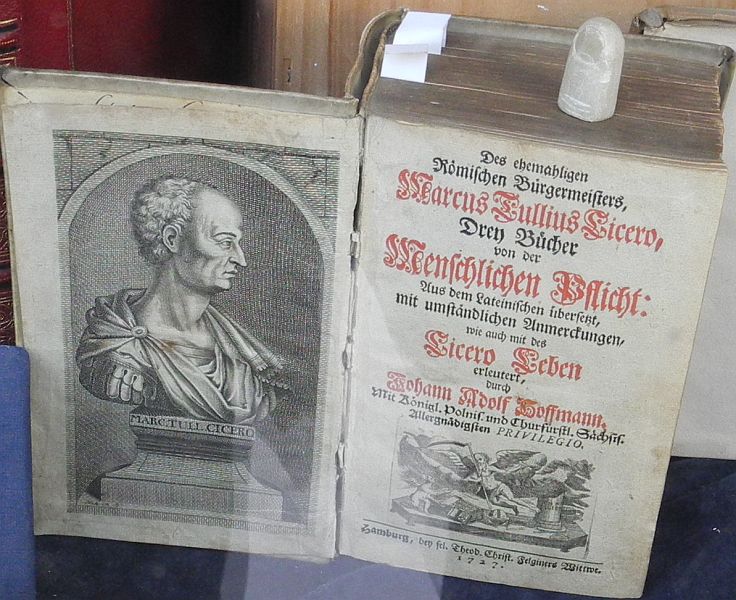 MARC. TULL. CICERO
Des ehemahligen
Römischen Bürgermeisters,
Marcus Tullius Cicero,
Drey Bücher
von der
Menschlichen Pflicht:
Aus dem Lateinischen übersetzt,
mit umständlichen Anmerckungen,
wie auch mit des
Cicero Leben
erleutert,
durch
Johann Adolf Hoffmann.
Mit Königl. Polnis. und Churfürstl. Sächsis.
Allergnädigsten PRIVILEGIO.
Hamburg, bey sel. Theod. Christ. Felginers Wittwe.
1727.